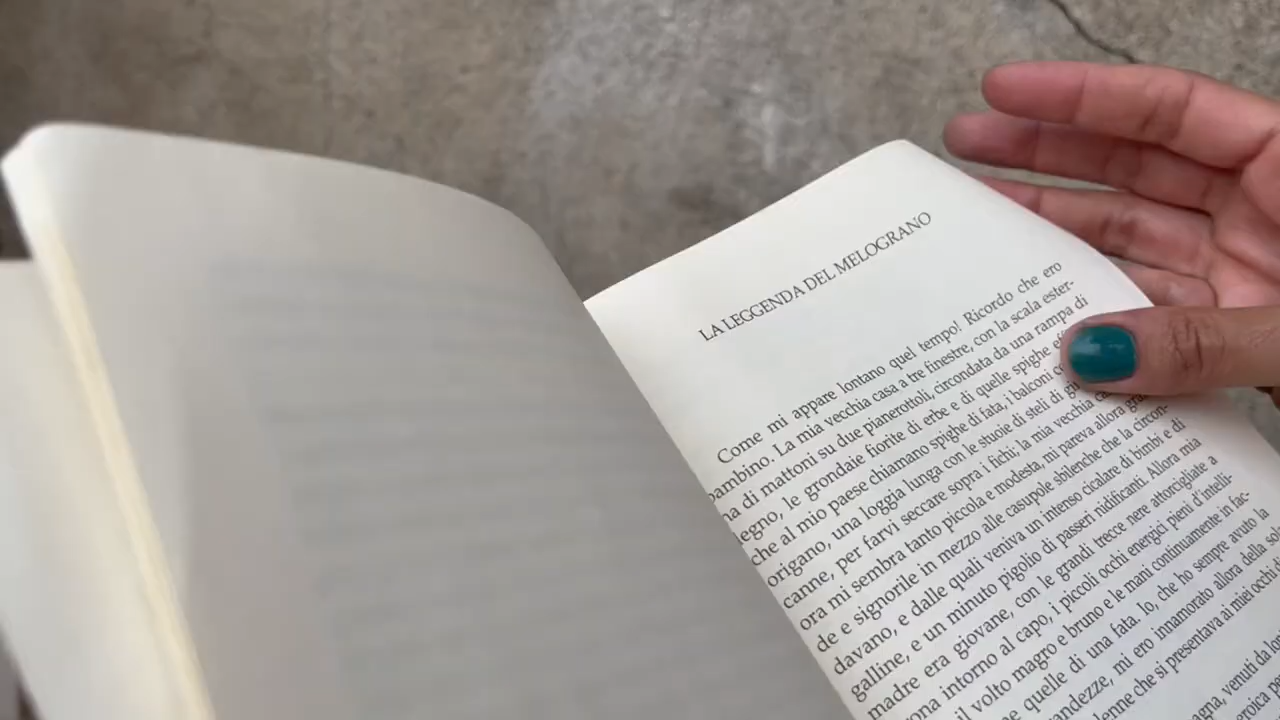 LA LEGGENDA DEL MELOGRANO
Come mi appare lontano quel tempo! Ricordo che ero
bambino. La mia vecchia casa a tre finestre, con la scala ester-
na di mattoni su due pianerottoli, circondata da una rampa di
legno, le grondaie fiorite di erbe e di quelle spighe
che al mio paese chiamano spighe di fata, i balconi
origano, una loggia lunga con le stuoie di steli di
canne, per farvi seccare sopra i fichi; la mia vecchia
ora mi sembra tanto piccola e modesta, mi pareva allora
de e signorile in mezzo alle casupole sbilenche che la circon-
davano, e dalle quali veniva un intenso cicalare di bimbi e di
galline, e un minuto pigolio di passeri nidificanti. Allora mia
madre era giovane, con le grandi trecce nere attorcigliate a
intorno al capo, i piccoli occhi energici pieni d'intelli-
il volto magro e bruno e le mani continuamente in fac-
quelle di una fata. Io, che ho sempre avuto la
mi ero innamorato allora della
che si presentava ai miei occhi
venuti da